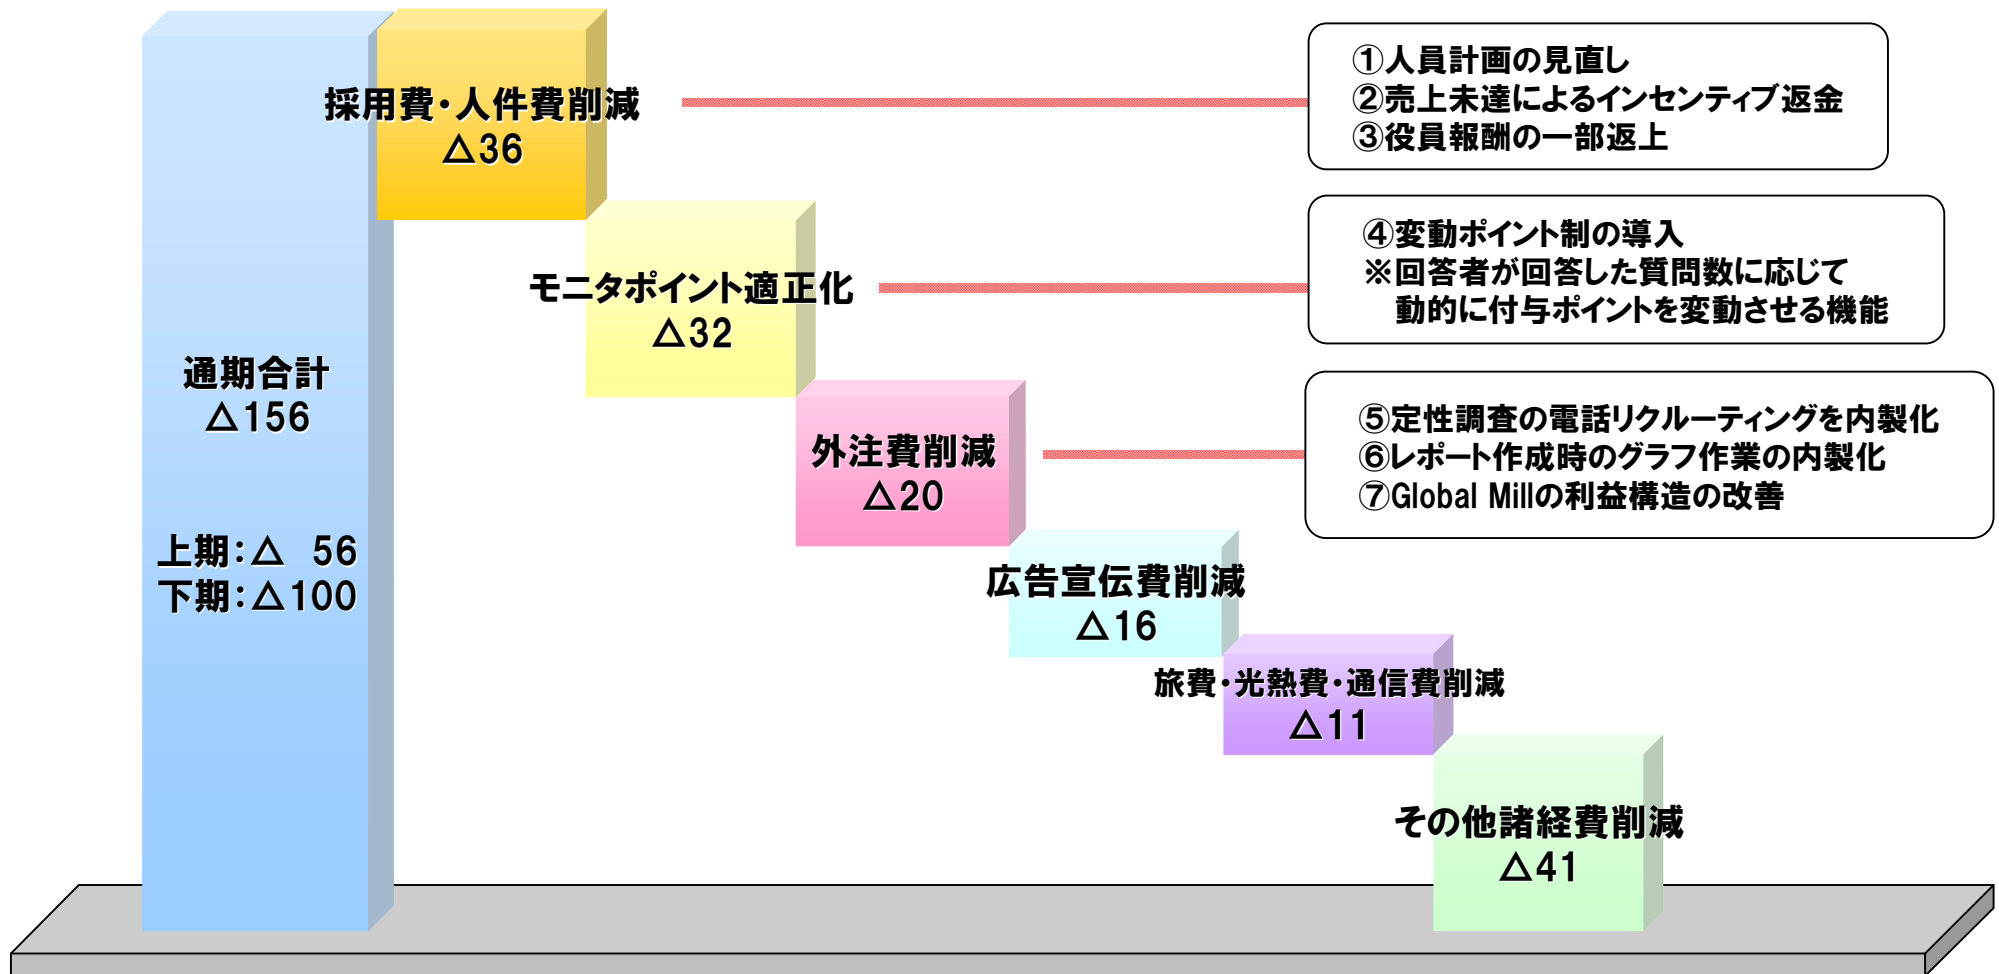 採用費・人件費削減
△36
①人員計画の見直し
②売上未達によるインセンティブ返金
③役員報酬の一部返上
モニタポイント適正化
△32
④変動ポイント制の導入
※回答者が回答した質問数に応じて
動的に付与ポイントを変動させる機能
通期合計
△156
上期：△ 56
下期：△100
外注費削減
△20
⑤定性調査の電話リクルーティングを内製化
⑥レポート作成時のグラフ作業の内製化
⑦Global Millの利益構造の改善
広告宣伝費削減
△16
旅費・光熱費・通信費削減
△11
その他諸経費削減
△41